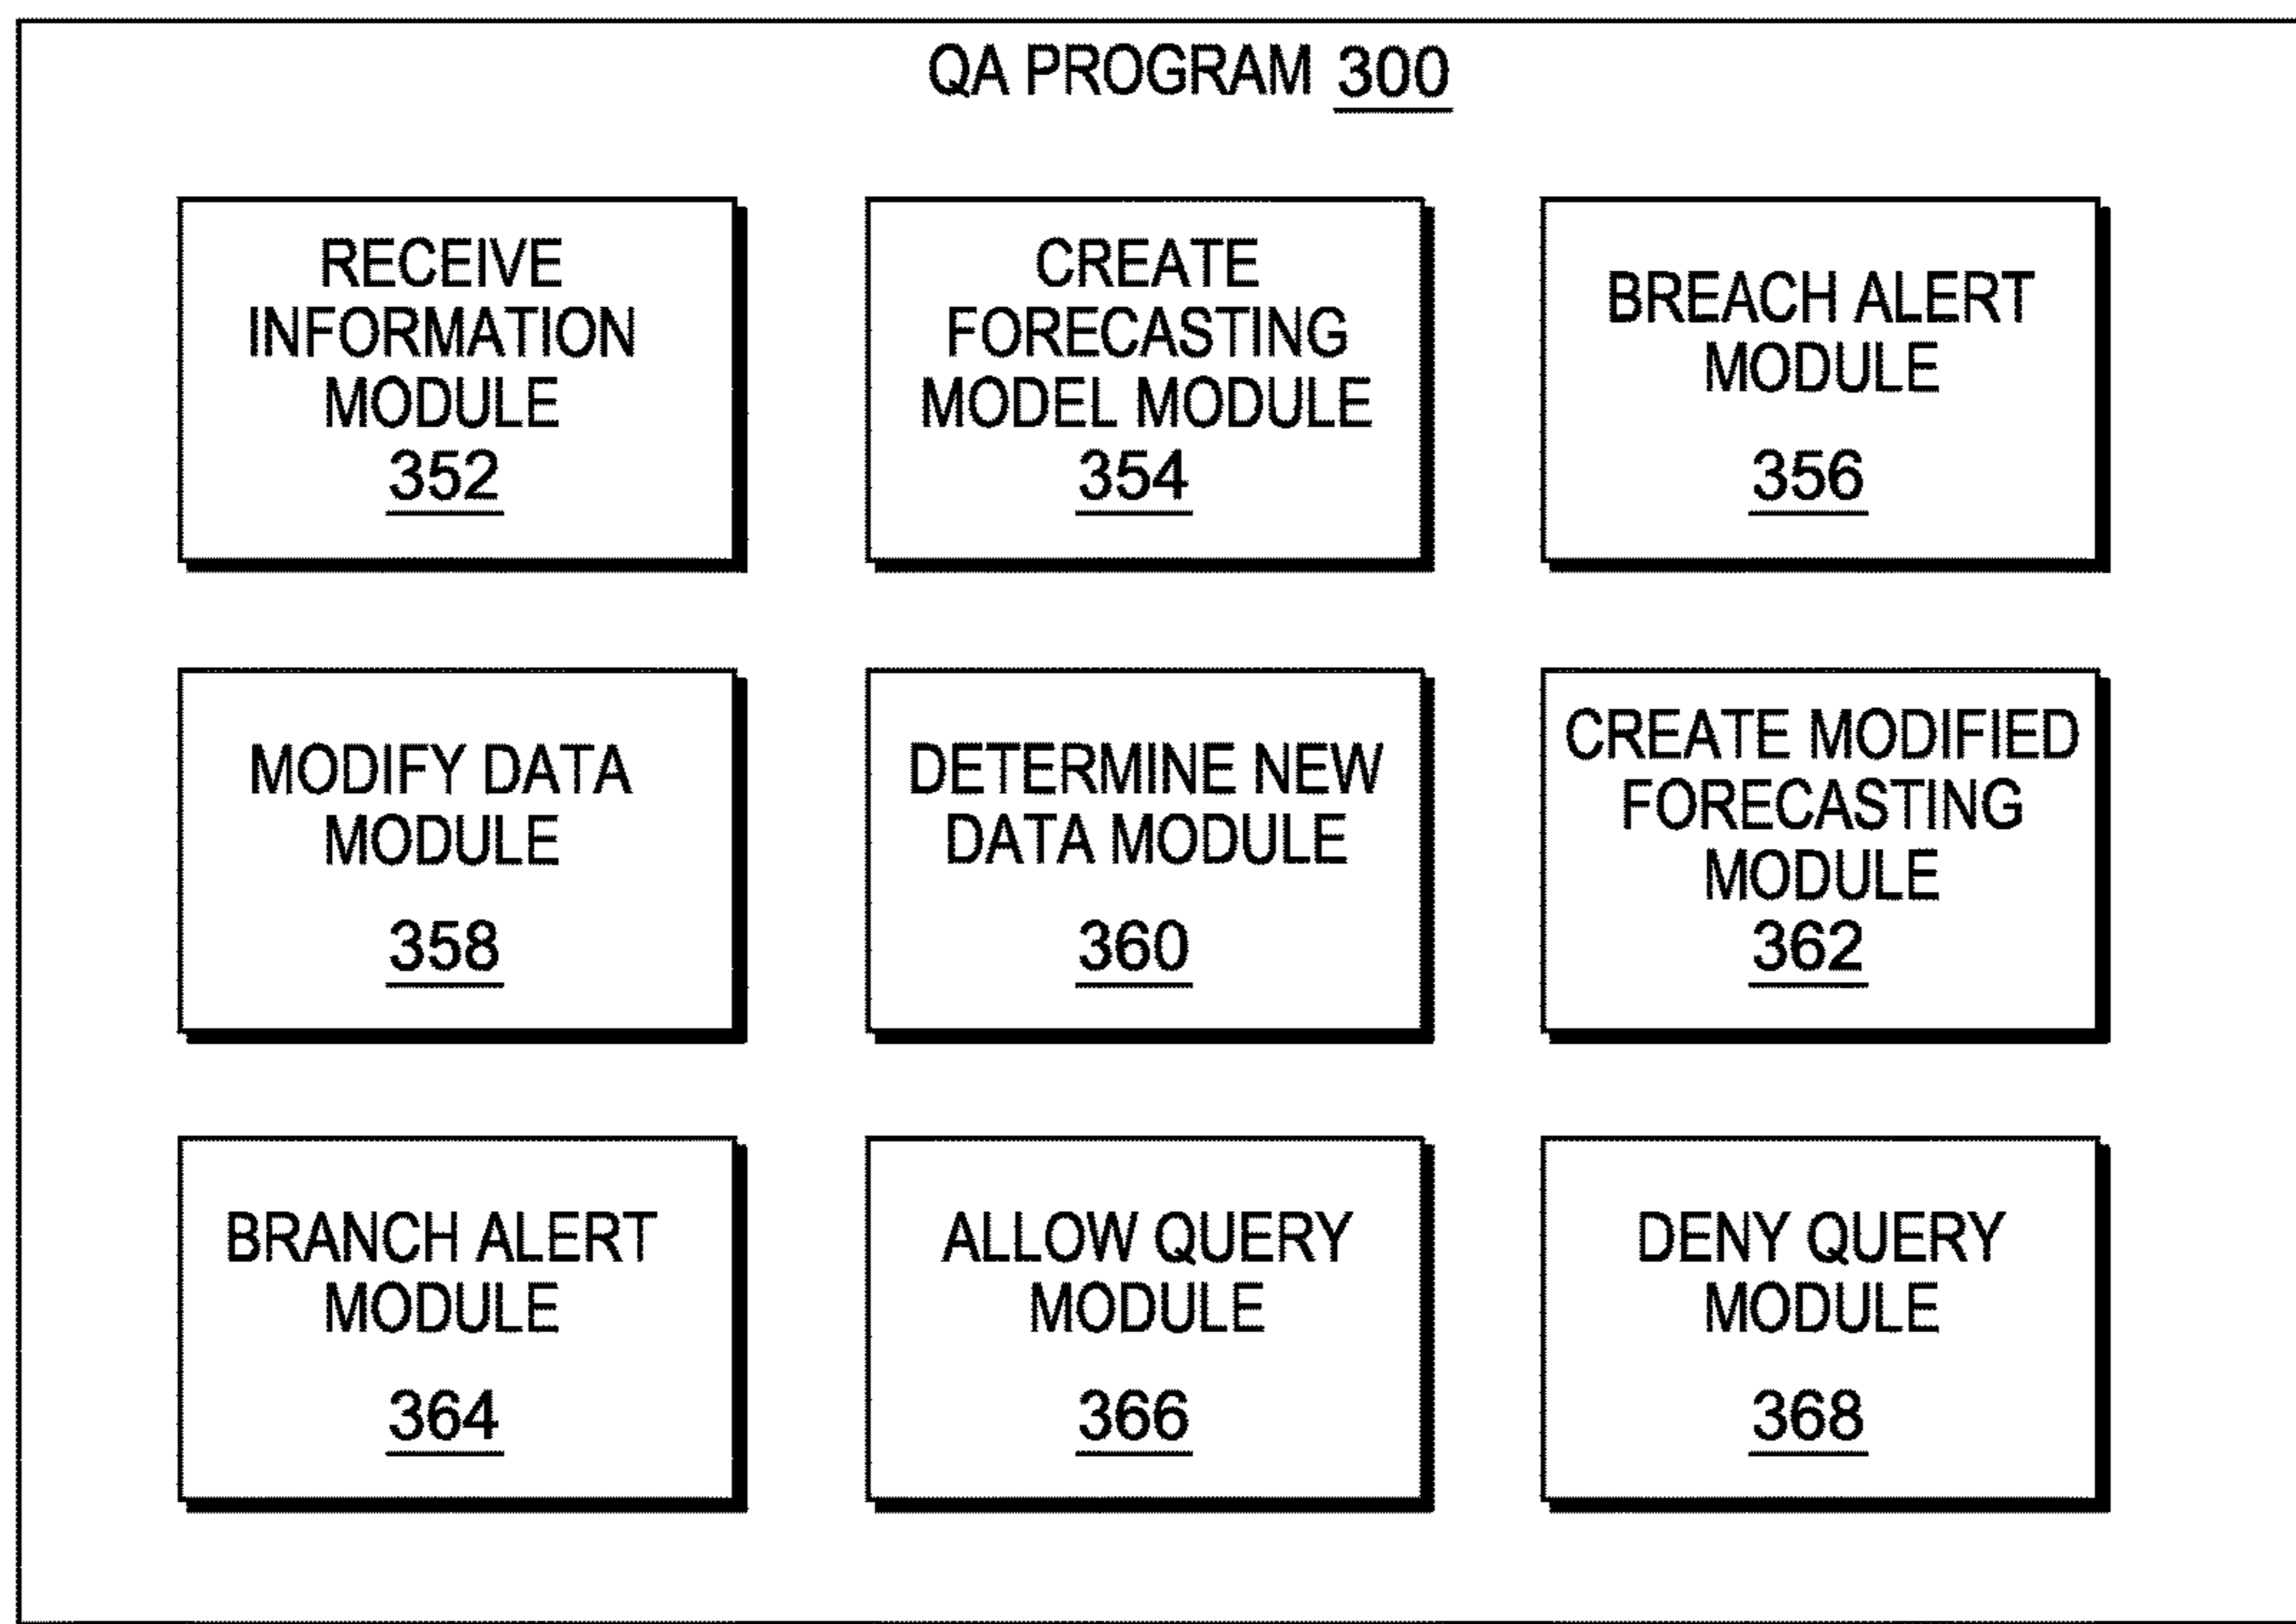 QA PROGRAM 300
RECEIVE
INFORMATION
MODULE
352
CREATE
FORECASTING
MODEL MODULE
354
BREACH ALERT
MODULE
356
MODIFY DATA
MODULE
358
DETERMINE NEW
DATA MODULE
360
CREATE MODIFIED
FORECASTING
MODULE
362
BRANCH ALERT
MODULE
364
ALLOW QUERY
MODULE
366
DENY QUERY
MODULE
368